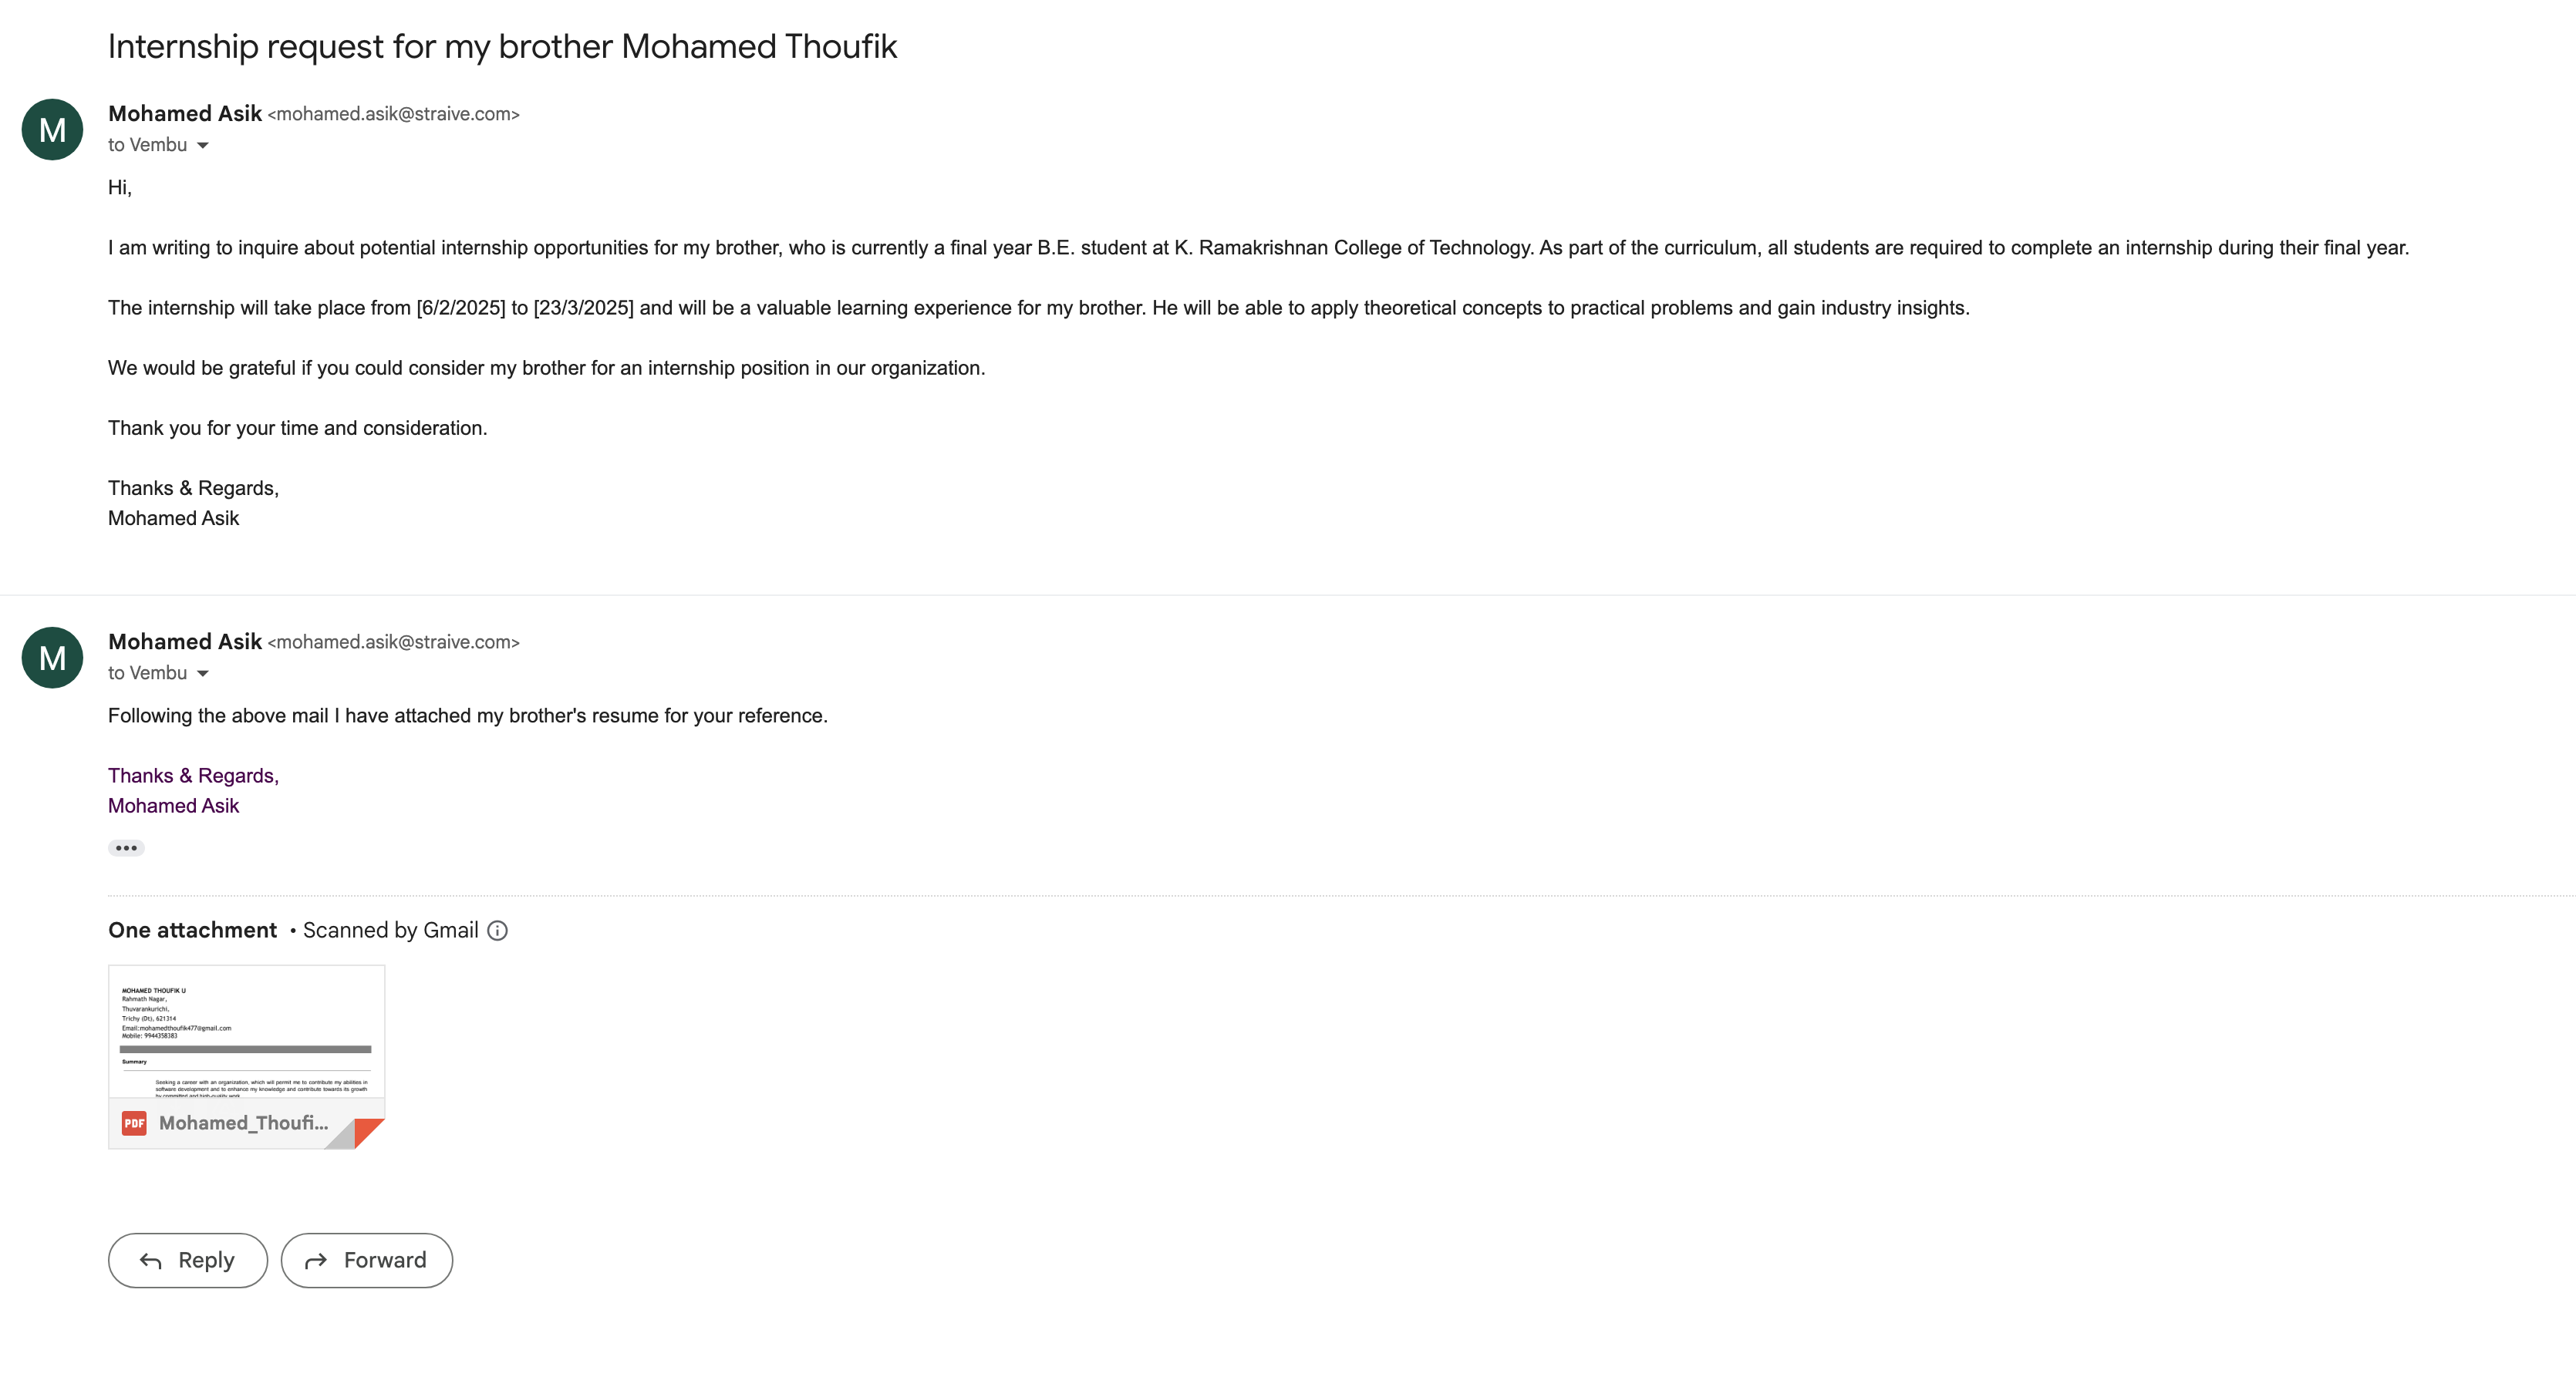 Internship request for my brother Mohamed Thoufik
M
Mohamed Asik <mohamed.asik@straive.com>
to Vembu
Hi,
I am writing to inquire about potential internship opportunities for my brother, who is currently a final year B.E. student at K. Ramakrishnan College of Technology. As part of the curriculum, all students are required to complete an internship during their final year.
The internship will take place from [6/2/2025] to [23/3/2025] and will be a valuable learning experience for my brother. He will be able to apply theoretical concepts to practical problems and gain industry insights.
We would be grateful if you could consider my brother for an internship position in our organization.
Thank you for your time and consideration.
Thanks & Regards,
Mohamed Asik
M
Mohamed Asik <mohamed.asik@straive.com>
to Vembu
Following the above mail I have attached my brother's resume for your reference.
Thanks & Regards,
Mohamed Asik
One attachment • Scanned by Gmail
MOHAMED THOUFIK U
Rahmath Nagar,
Thuvarankurichi,
Trichy (Dt), 621314
Email:mohamedthoufik477@gmail.com
Mobile: 9944358383
Summary
Seeking a career with an organization, which will permit me to contribute my abilities in
software development and to enhance my knowledge and contribute towards its growth
by committed and high-quality work
PDF Mohamed_Thoufi...
Reply Forward